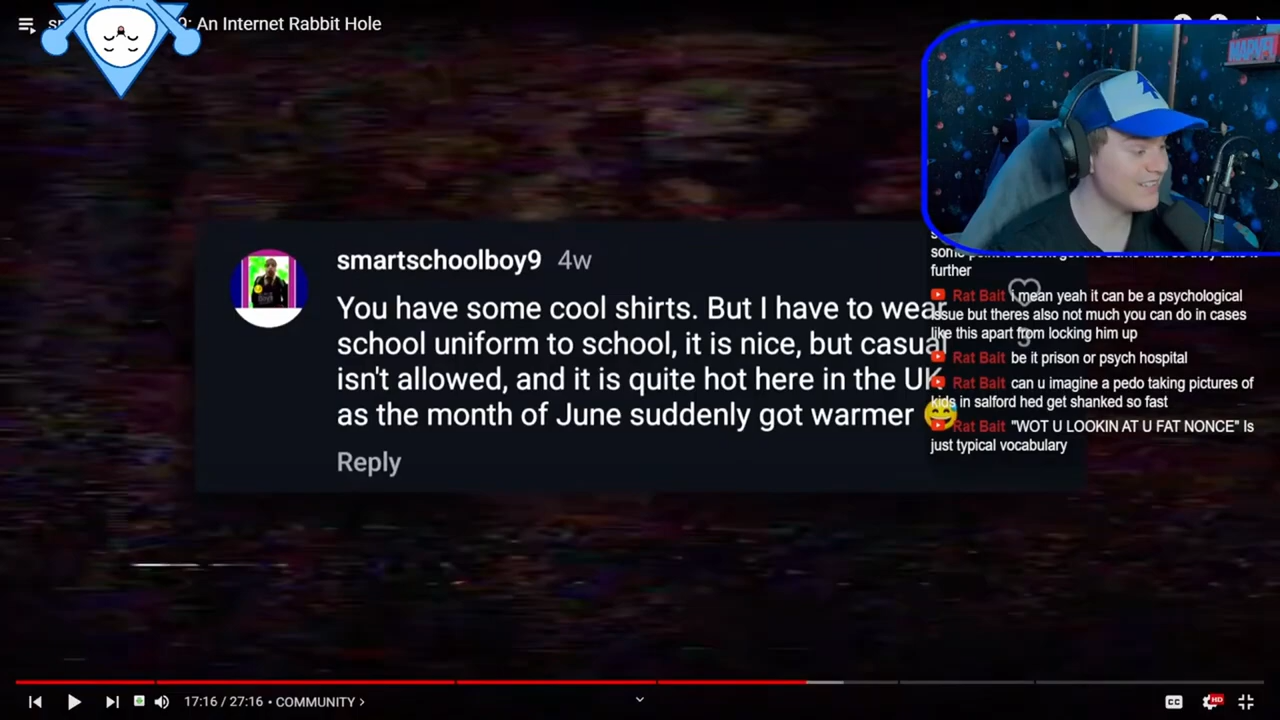 : An Internet Rabbit Hole
MARVEL
smartschoolboy9 4w
You have some cool shirts. But I have to wear
school uniform to school, it is nice, but casual
isn't allowed, and it is quite hot here in the UK
as the month of June suddenly got warmer 😅
Reply
further
Rat Bait i mean yeah it can be a psychological
issue but theres also not much you can do in cases
like this apart from locking him up
Rat Bait be it prison or psych hospital
Rat Bait can u imagine a pedo taking pictures of
kids in salford hed get shanked so fast
Rat Bait "WOT U LOOKIN AT U FAT NONCE" Is
just typical vocabulary
17:16 / 27:16 • COMMUNITY >
CC
HD